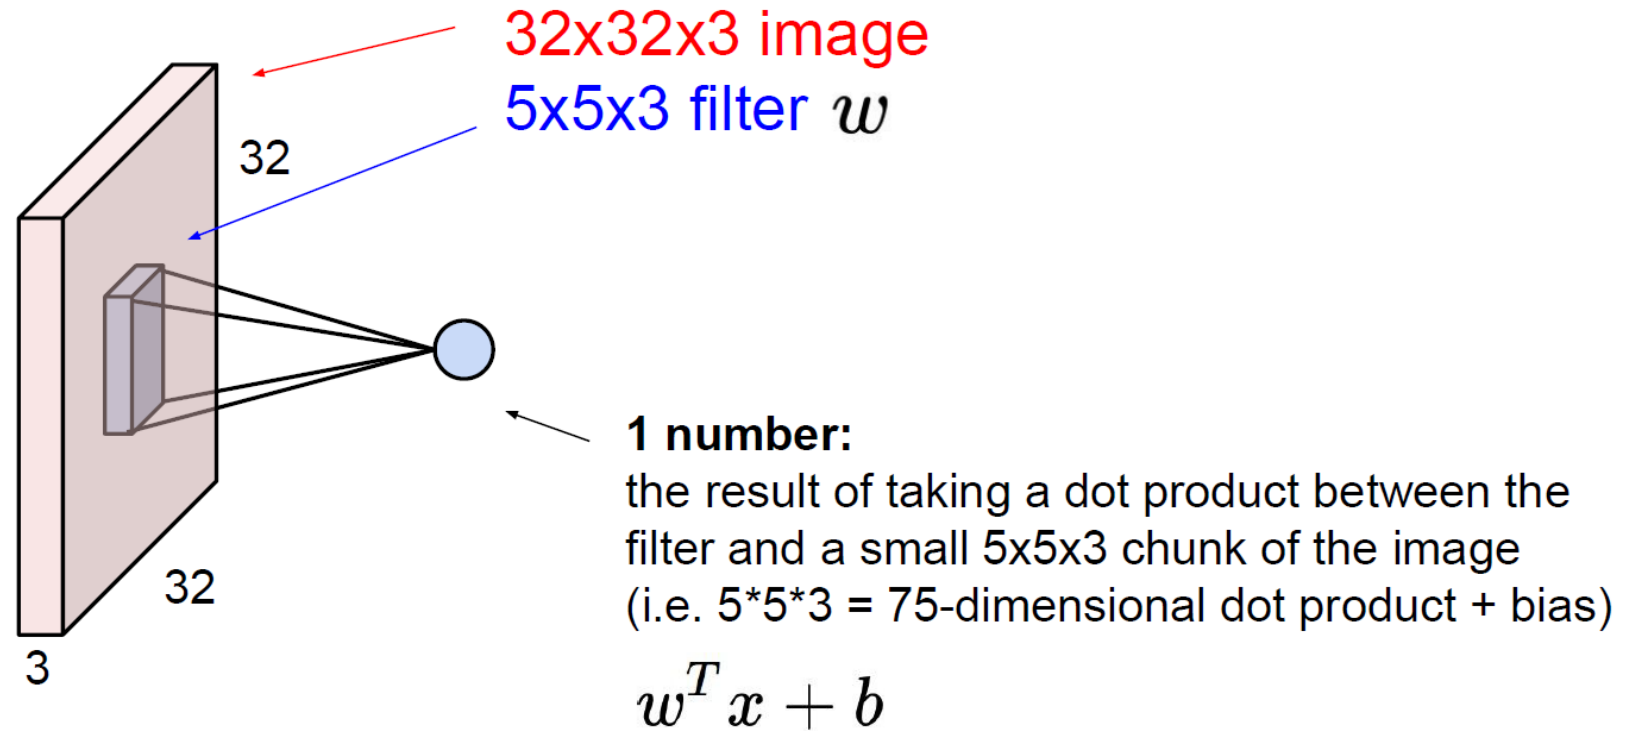 32x32x3 image
5x5x3 filter w
32
32
3
1 number:
the result of taking a dot product between the
filter and a small 5x5x3 chunk of the image
(i.e. 5*5*3 = 75-dimensional dot product + bias)
w^T x + b